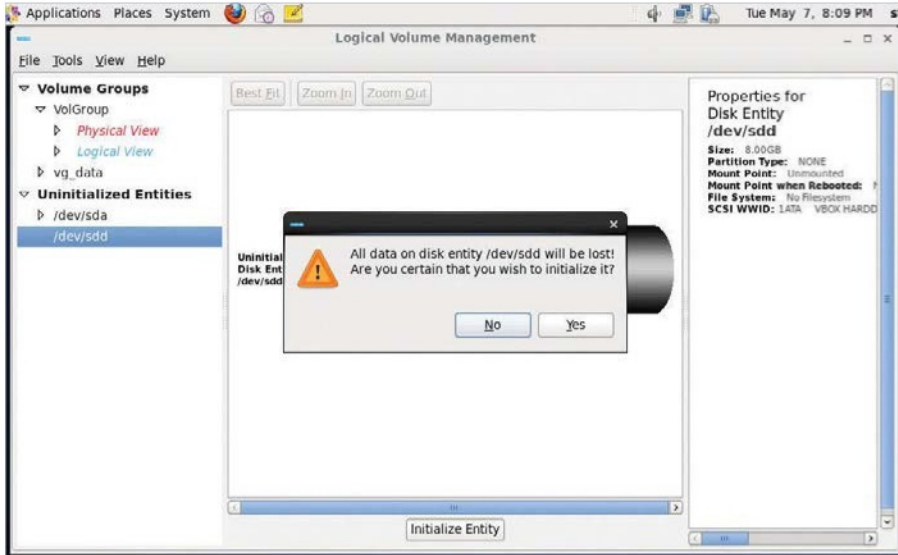 Applications Places System
Tue May 7, 8:09 PM
Logical Volume Management
File Tools View Help
Volume Groups
VolGroup
Physical View
Logical View
vg_data
Uninitialized Entities
/dev/sda
/dev/sdd
Best Fit Zoom In Zoom Out
Uninitial
Disk Ent
/dev/sdd
All data on disk entity /dev/sdd will be lost!
Are you certain that you wish to initialize it?
No Yes
Initialize Entity
Properties for
Disk Entity
/dev/sdd
Size: 8.00GB
Partition Type: NONE
Mount Point: Unmounted
Mount Point when Rebooted:
File System: No Filesystem
SCSI WWID: 1ATA VBOX HARDD